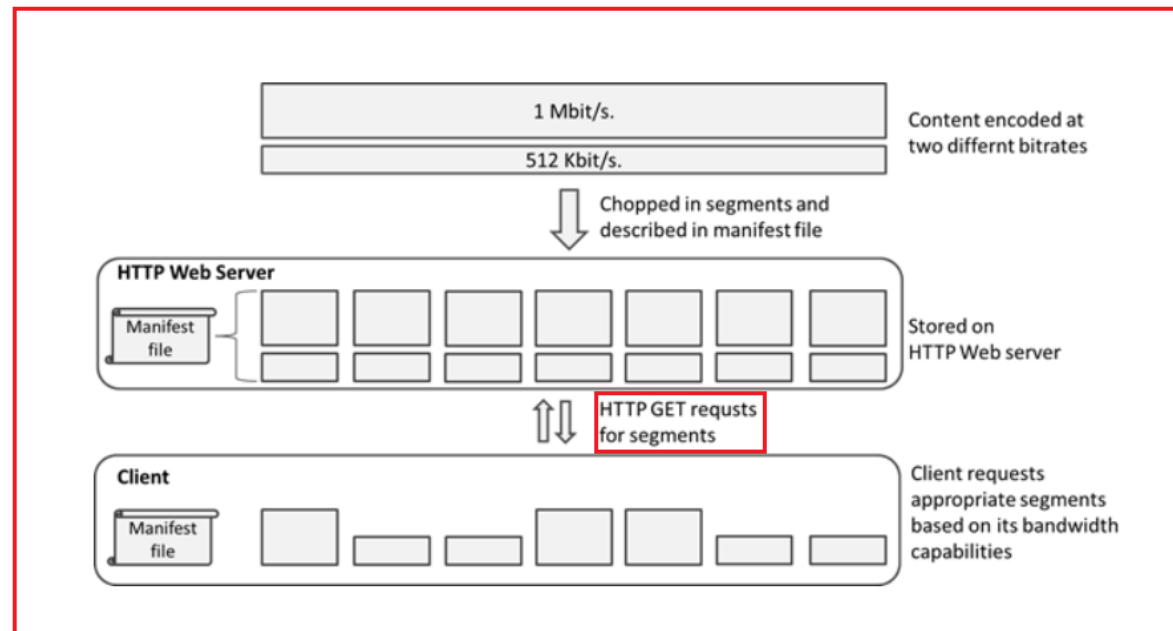 1 Mbit/s.
512 Kbit/s.
Content encoded at
two differnt bitrates
Chopped in segments and
described in manifest file
HTTP Web Server
Manifest
file
Stored on
HTTP Web server
HTTP GET requsts
for segments
Client
Manifest
file
Client requests
appropriate segments
based on its bandwidth
capabilities